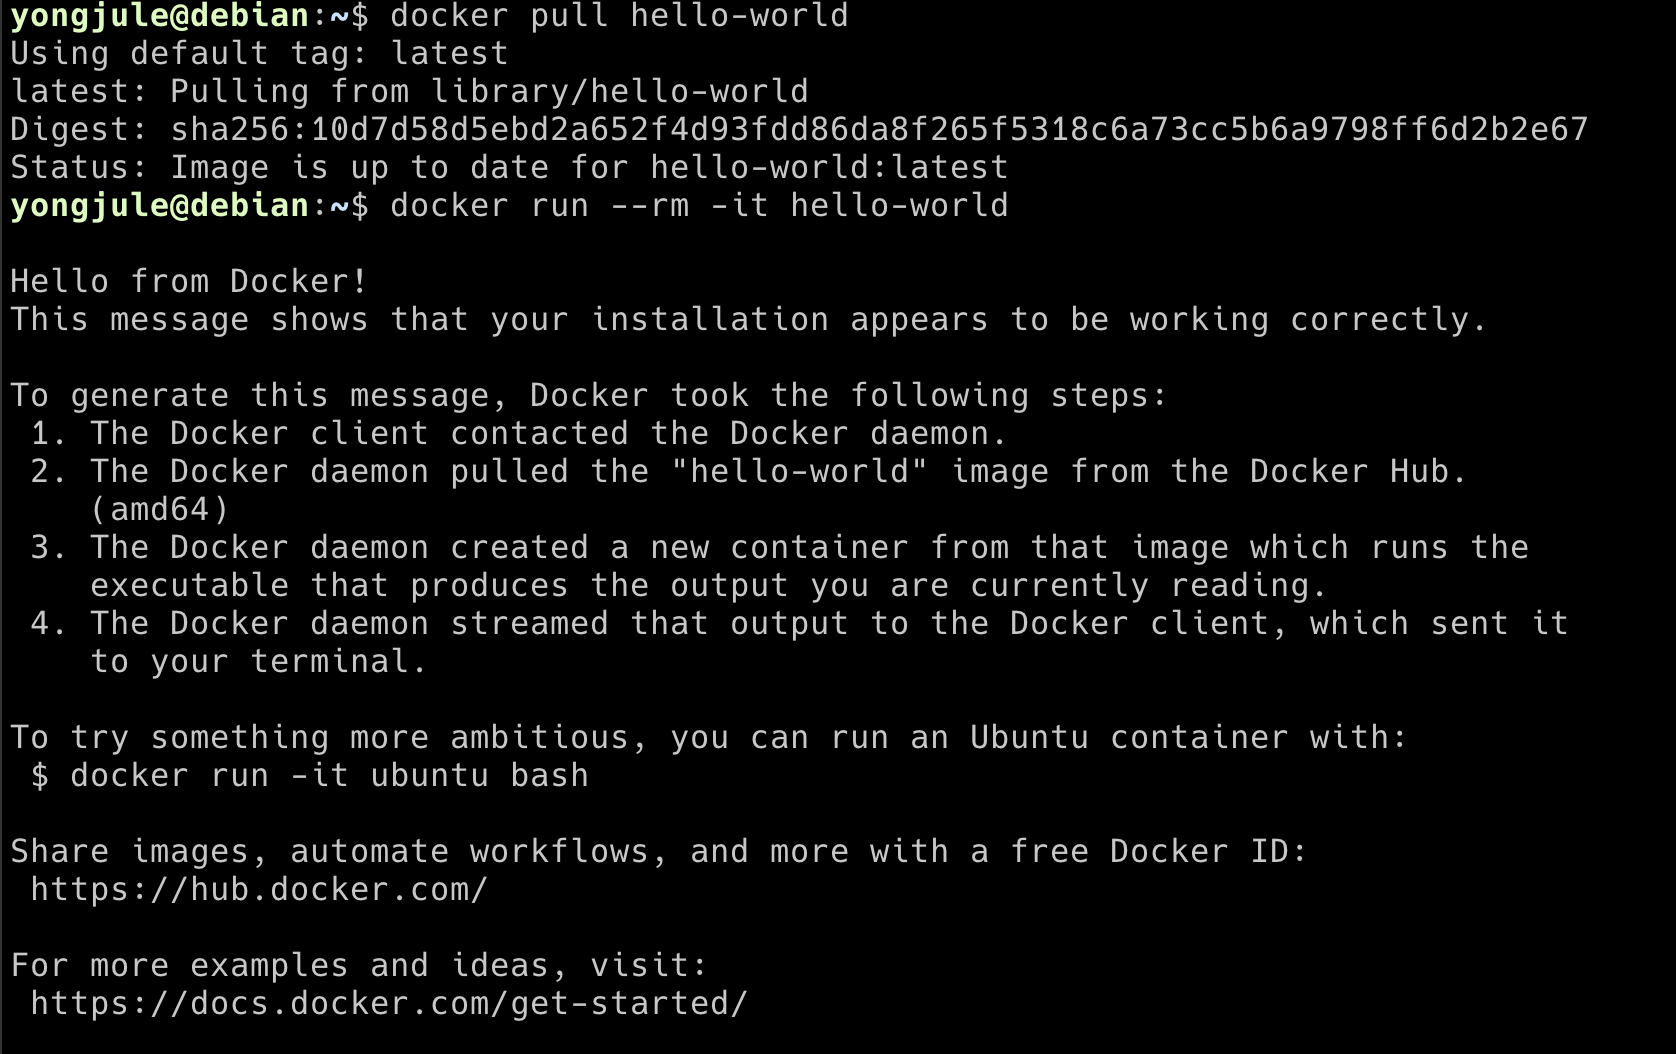 yongjule@debian:~$ docker pull hello-world
Using default tag: latest
latest: Pulling from library/hello-world
Digest: sha256:10d7d58d5ebd2a652f4d93fdd86da8f265f5318c6a73cc5b6a9798ff6d2b2e67
Status: Image is up to date for hello-world:latest
yongjule@debian:~$ docker run --rm -it hello-world

Hello from Docker!
This message shows that your installation appears to be working correctly.

To generate this message, Docker took the following steps:
 1. The Docker client contacted the Docker daemon.
 2. The Docker daemon pulled the "hello-world" image from the Docker Hub.
    (amd64)
 3. The Docker daemon created a new container from that image which runs the
    executable that produces the output you are currently reading.
 4. The Docker daemon streamed that output to the Docker client, which sent it
    to your terminal.

To try something more ambitious, you can run an Ubuntu container with:
 $ docker run -it ubuntu bash

Share images, automate workflows, and more with a free Docker ID:
 https://hub.docker.com/

For more examples and ideas, visit:
 https://docs.docker.com/get-started/